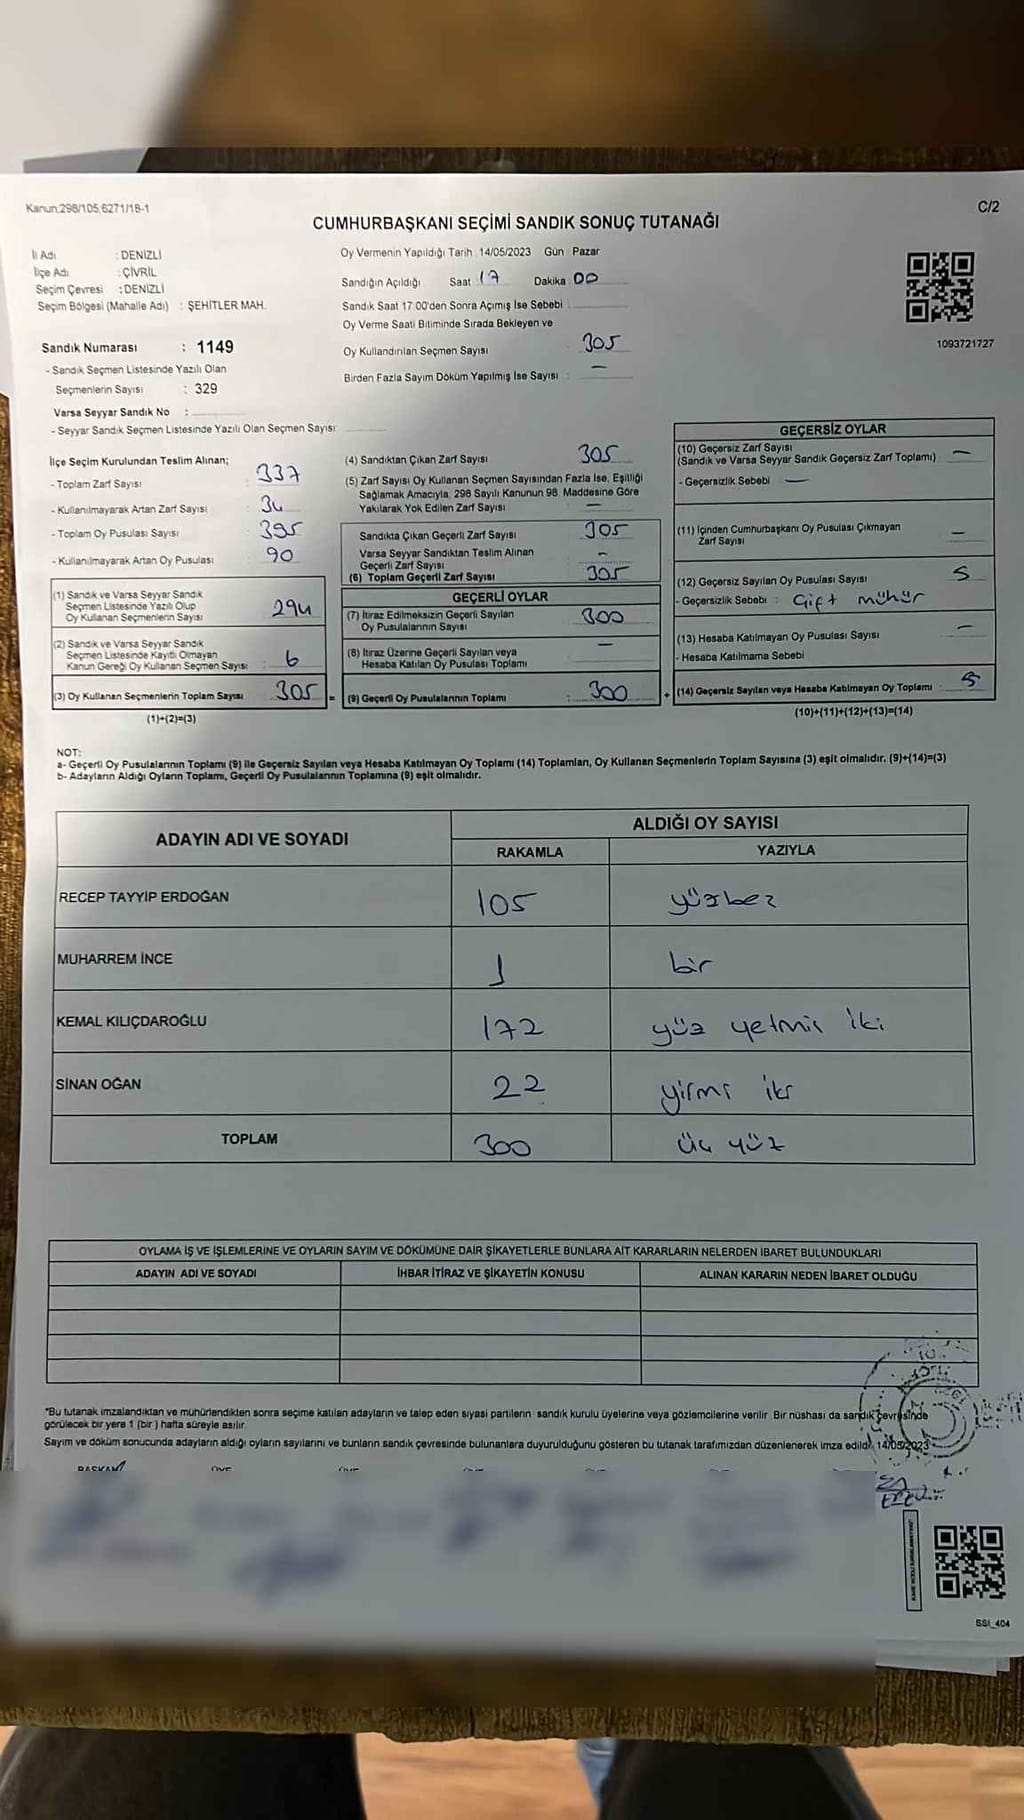 Kanun;298/105,6271/18-1
C/2
CUMHURBAŞKANI SEÇİMİ SANDIK SONUÇ TUTANAĞI
İl Adı : DENİZLİ
İlçe Adı : ÇİVRİL
Seçim Çevresi : DENİZLİ
Seçim Bölgesi (Mahalle Adı) : ŞEHİTLER MAH.
Sandık Numarası : 1149
- Sandık Seçmen Listesinde Yazılı Olan
Seçmenlerin Sayısı : 329
Varsa Seyyar Sandık No :
- Seyyar Sandık Seçmen Listesinde Yazılı Olan Seçmen Sayısı
Oy Vermenin Yapıldığı Tarih 14/05/2023 Gün Pazar
Sandığın Açıldığı Saat 17 Dakika 00
Sandık Saat 17.00'den Sonra Açımış İse Sebebi
Oy Verme Saati Bitiminde Sırada Bekleyen ve
Oy Kullandırılan Seçmen Sayısı 305
Birden Fazla Sayım Döküm Yapılmış İse Sayısı : —
1093721727
İlçe Seçim Kurulundan Teslim Alınan;
- Toplam Zarf Sayısı : 337
- Kullanılmayarak Artan Zarf Sayısı : 34
- Toplam Oy Pusulası Sayısı : 395
- Kullanılmayarak Artan Oy Pusulası : 90
(1) Sandık ve Varsa Seyyar Sandık
Seçmen Listesinde Yazılı Olup
Oy Kullanan Seçmenlerin Sayısı 294
(2) Sandık ve Varsa Seyyar Sandık
Seçmen Listesinde Kayıtlı Olmayan
Kanun Gereği Oy Kullanan Seçmen Sayısı 6
(3) Oy Kullanan Seçmenlerin Toplam Sayısı 305 =
(1)+(2)=(3)
(4) Sandıktan Çıkan Zarf Sayısı 305
(5) Zarf Sayısı Oy Kullanan Seçmen Sayısından Fazla İse, Eşitliği
Sağlamak Amacıyla, 298 Sayılı Kanunun 98. Maddesine Göre
Yakılarak Yok Edilen Zarf Sayısı —
Sandıkta Çıkan Geçerli Zarf Sayısı 305
Varsa Seyyar Sandıktan Teslim Alınan
Geçerli Zarf Sayısı -
(6) Toplam Geçerli Zarf Sayısı 305
GEÇERLİ OYLAR
(7) İtiraz Edilmeksizin Geçerli Sayılan
Oy Pusulalarının Sayısı 300
(8) İtiraz Üzerine Geçerli Sayılan veya
Hesaba Katılan Oy Pusulası Toplamı —
(9) Geçerli Oy Pusulalarının Toplamı : 300 +
GEÇERSİZ OYLAR
(10) Geçersiz Zarf Sayısı
(Sandık ve Varsa Seyyar Sandık Geçersiz Zarf Toplamı) —
- Geçersizlik Sebebi —
(11) İçinden Cumhurbaşkanı Oy Pusulası Çıkmayan
Zarf Sayısı —
(12) Geçersiz Sayılan Oy Pusulası Sayısı 5
- Geçersizlik Sebebi : Çift mühür
(13) Hesaba Katılmayan Oy Pusulası Sayısı —
- Hesaba Katılmama Sebebi
(14) Geçersiz Sayılan veya Hesaba Katılmayan Oy Toplamı 5
(10)+(11)+(12)+(13)=(14)
NOT:
a- Geçerli Oy Pusulalarının Toplamı (9) ile Geçersiz Sayılan veya Hesaba Katılmayan Oy Toplamı (14) Toplamları, Oy Kullanan Seçmenlerin Toplam Sayısına (3) eşit olmalıdır. (9)+(14)=(3)
b- Adayların Aldığı Oyların Toplamı, Geçerli Oy Pusulalarının Toplamına (9) eşit olmalıdır.
ADAYIN ADI VE SOYADI
ALDIĞI OY SAYISI
RAKAMLA YAZIYLA
RECEP TAYYİP ERDOĞAN 105 yüzbeş
MUHARREM İNCE 1 bir
KEMAL KILIÇDAROĞLU 172 yüz yetmiş iki
SİNAN OĞAN 22 yirmi iki
TOPLAM 300 üç yüz
OYLAMA İŞ VE İŞLEMLERİNE VE OYLARIN SAYIM VE DÖKÜMÜNE DAİR ŞİKAYETLERLE BUNLARA AİT KARARLARIN NELERDEN İBARET BULUNDUKLARI
ADAYIN ADI VE SOYADI İHBAR İTİRAZ VE ŞİKAYETİN KONUSU ALINAN KARARIN NEDEN İBARET OLDUĞU
*Bu tutanak imzalandıktan ve mühürlendikten sonra seçime katılan adayların ve talep eden siyasi partilerin sandık kurulu üyelerine veya gözlemcilerine verilir. Bir nüshası da sandık çevresinde
görülecek bir yere 1 (bir) hafta süreyle asılır.
Sayım ve döküm sonucunda adayların aldığı oyların sayılarını ve bunların sandık çevresinde bulunanlara duyurulduğunu gösteren bu tutanak tarafımızdan düzenlenerek imza edildi. 14/05/2023
BAŞKAN
SSI_404